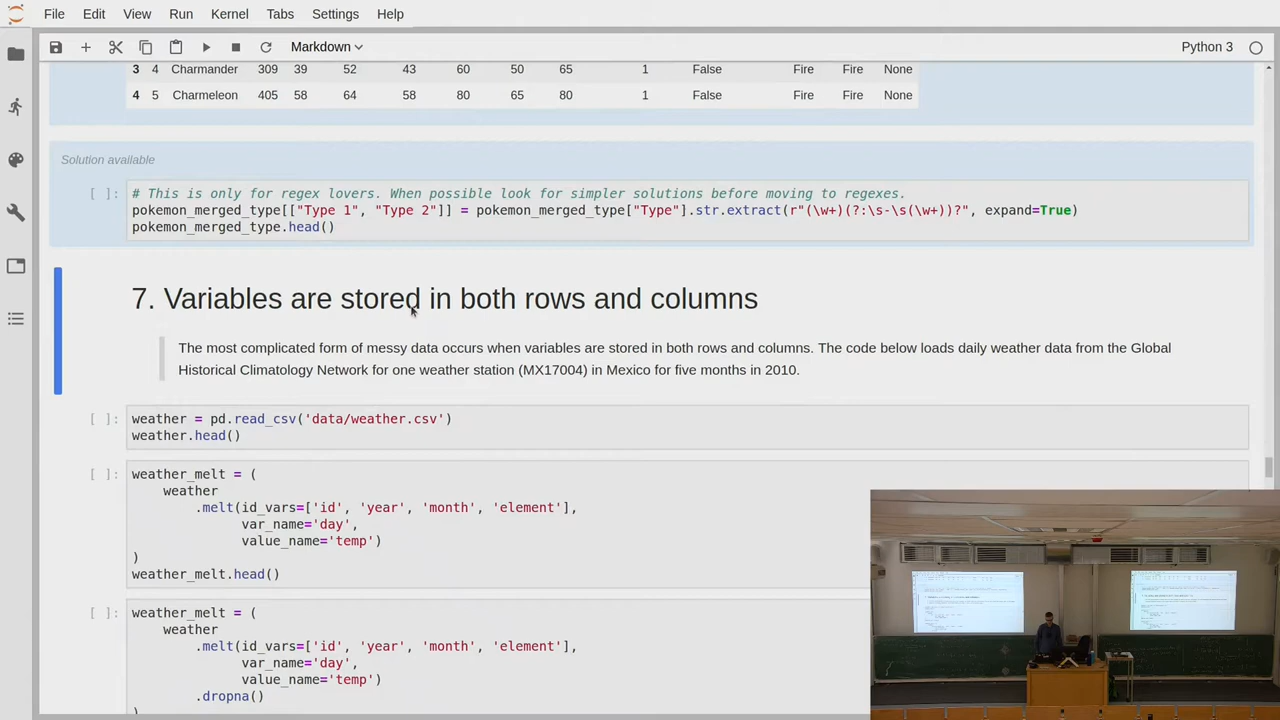 File Edit View Run Kernel Tabs Settings Help
Markdown Python 3
3 4 Charmander 309 39 52 43 60 50 65 1 False Fire Fire None
4 5 Charmeleon 405 58 64 58 80 65 80 1 False Fire Fire None
Solution available
[ ]: # This is only for regex lovers. When possible look for simpler solutions before moving to regexes.
pokemon_merged_type[["Type 1", "Type 2"]] = pokemon_merged_type["Type"].str.extract(r"(\w+)(?:\s-\s(\w+))?", expand=True)
pokemon_merged_type.head()
7. Variables are stored in both rows and columns
The most complicated form of messy data occurs when variables are stored in both rows and columns. The code below loads daily weather data from the Global
Historical Climatology Network for one weather station (MX17004) in Mexico for five months in 2010.
[ ]: weather = pd.read_csv('data/weather.csv')
weather.head()
[ ]: weather_melt = (
weather
.melt(id_vars=['id', 'year', 'month', 'element'],
var_name='day',
value_name='temp')
)
weather_melt.head()
[ ]: weather_melt = (
weather
.melt(id_vars=['id', 'year', 'month', 'element'],
var_name='day',
value_name='temp')
.dropna()
)